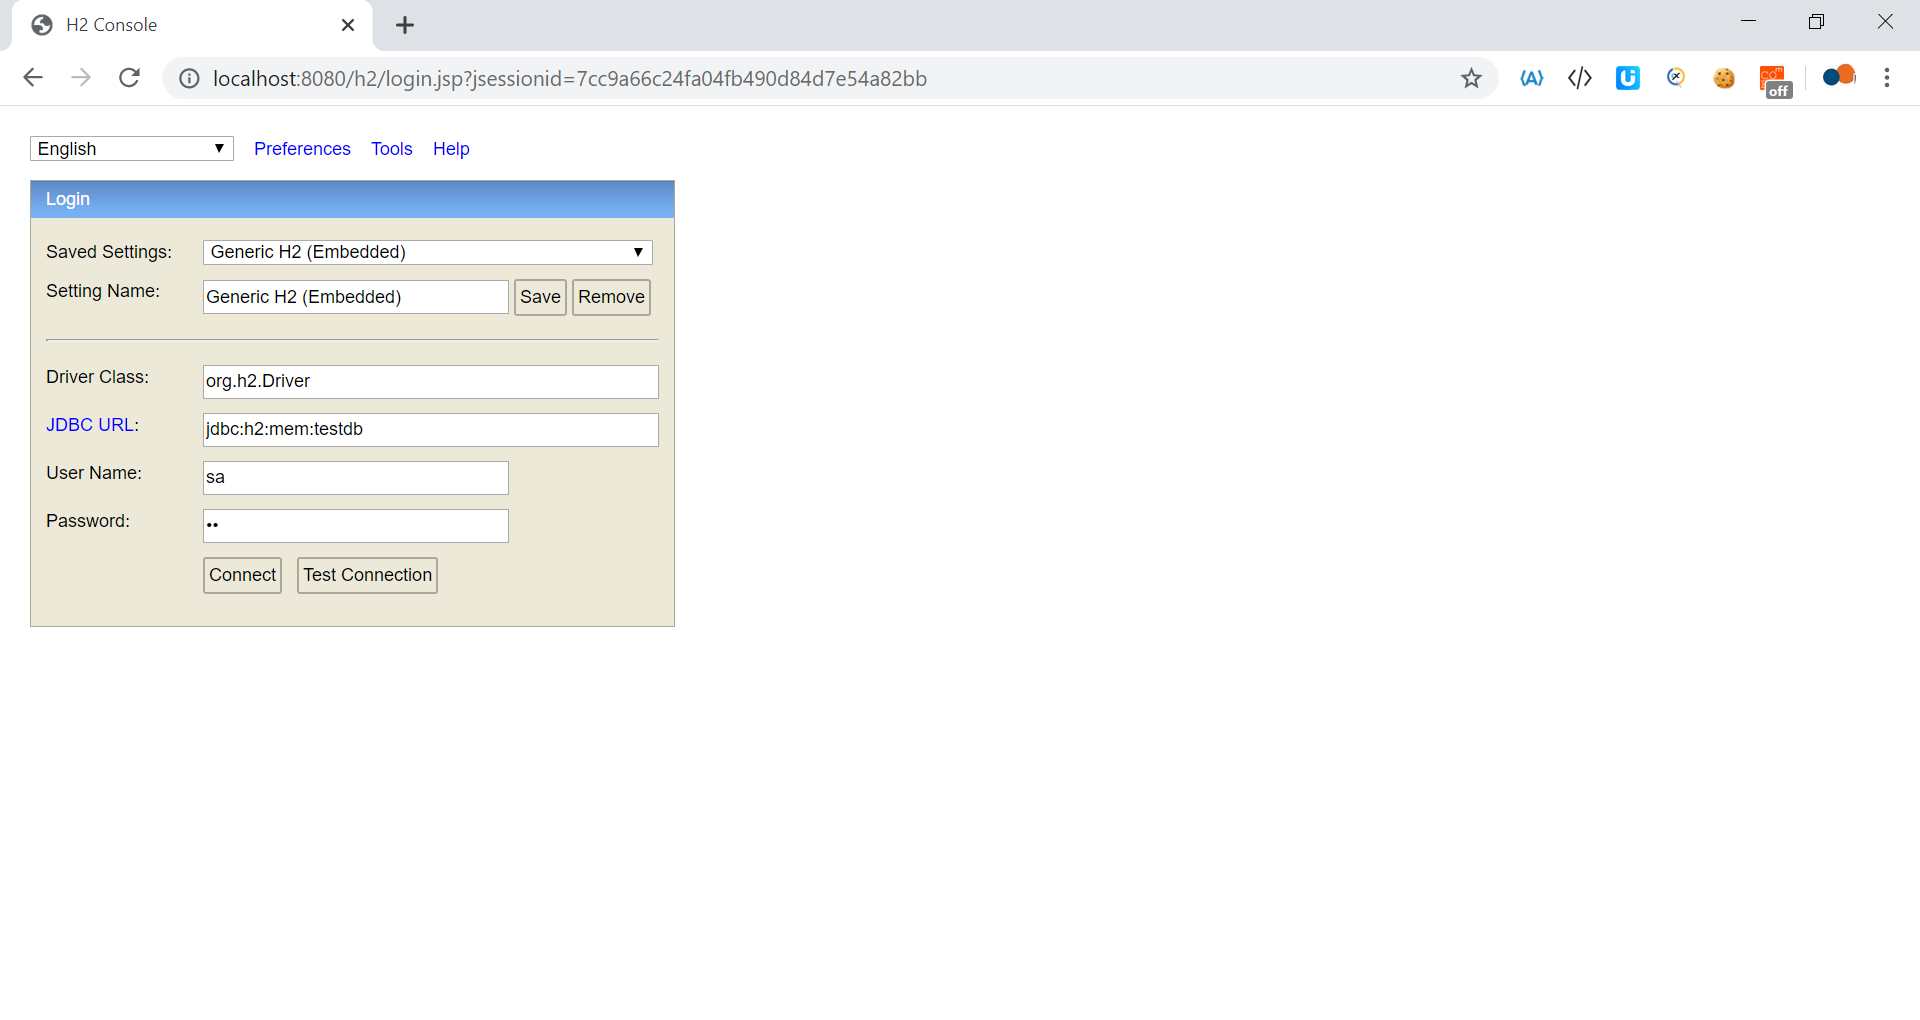 H2 Console
localhost:8080/h2/login.jsp?jsessionid=7cc9a66c24fa04fb490d84d7e54a82bb
off
English Preferences Tools Help
Login
Saved Settings: Generic H2 (Embedded)
Setting Name: Generic H2 (Embedded) Save Remove
Driver Class: org.h2.Driver
JDBC URL: jdbc:h2:mem:testdb
User Name: sa
Password: ••
Connect Test Connection